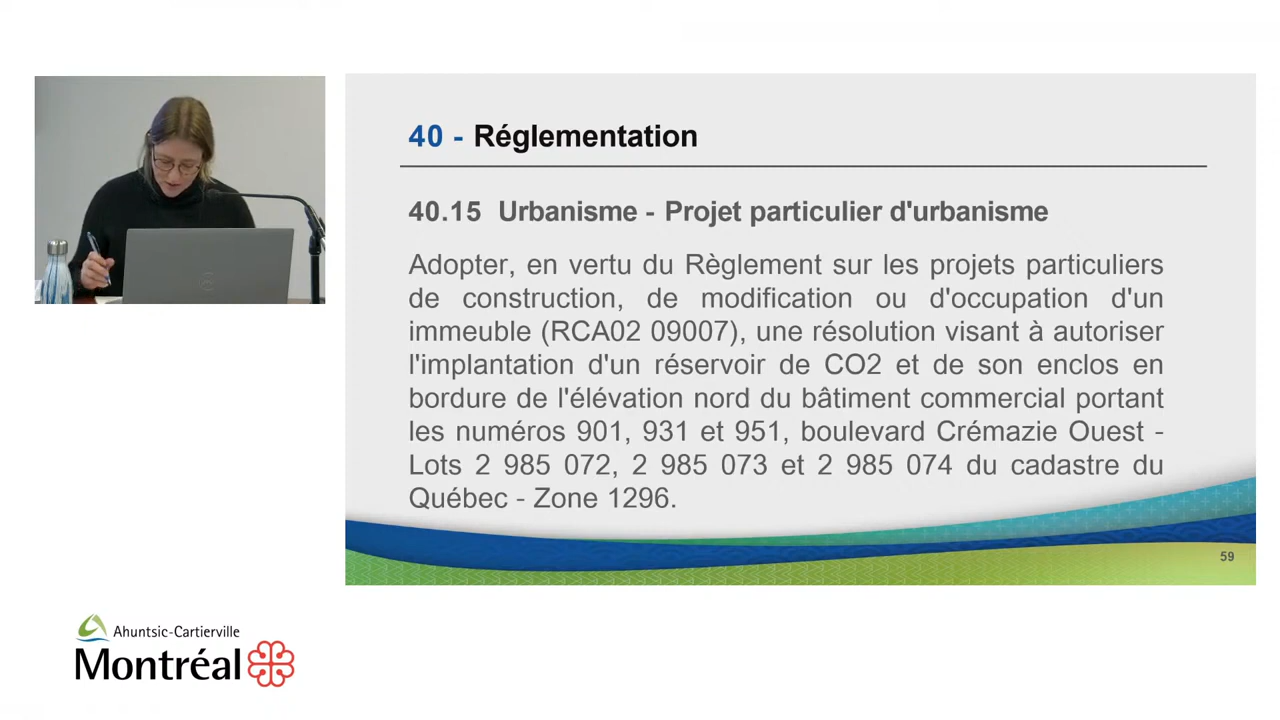 40 - Réglementation
40.15 Urbanisme - Projet particulier d'urbanisme
Adopter, en vertu du Règlement sur les projets particuliers
de construction, de modification ou d'occupation d'un
immeuble (RCA02 09007), une résolution visant à autoriser
l'implantation d'un réservoir de CO2 et de son enclos en
bordure de l'élévation nord du bâtiment commercial portant
les numéros 901, 931 et 951, boulevard Crémazie Ouest -
Lots 2 985 072, 2 985 073 et 2 985 074 du cadastre du
Québec - Zone 1296.
59
Ahuntsic-Cartierville
Montréal